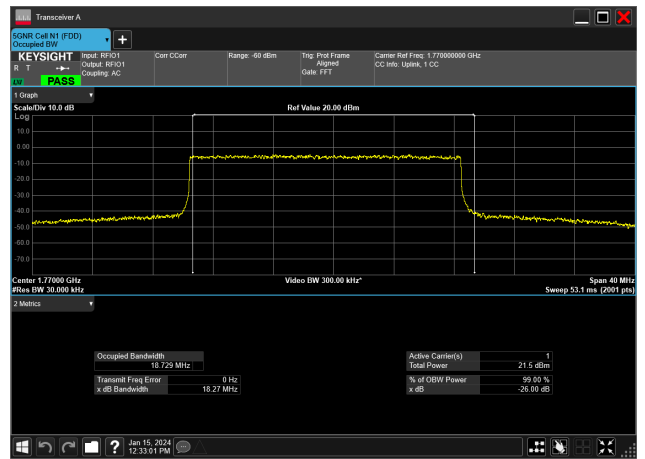 Transceiver A
5GNR Cell N1 (FDD)
Occupied BW
KEYSIGHT
R T
PASS
Input: RFIO1
Output: RFIO1
Coupling: AC
Corr CCorr
Range: -60 dBm
Trig: Prot Frame
Aligned
Gate: FFT
Carrier Ref Freq: 1.770000000 GHz
CC Info: Uplink, 1 CC
1 Graph
Scale/Div 10.0 dB
Ref Value 20.00 dBm
Log
10.0
0.00
-10.0
-20.0
-30.0
-40.0
-50.0
-60.0
-70.0
Center 1.77000 GHz
Video BW 300.00 kHz*
Span 40 MHz
#Res BW 30.000 kHz
Sweep 53.1 ms (2001 pts)
2 Metrics
Occupied Bandwidth
18.729 MHz
Transmit Freq Error 0 Hz
x dB Bandwidth 18.27 MHz
Active Carrier(s) 1
Total Power 21.5 dBm
% of OBW Power 99.00 %
x dB -26.00 dB
?
Jan 15, 2024
12:33:01 PM